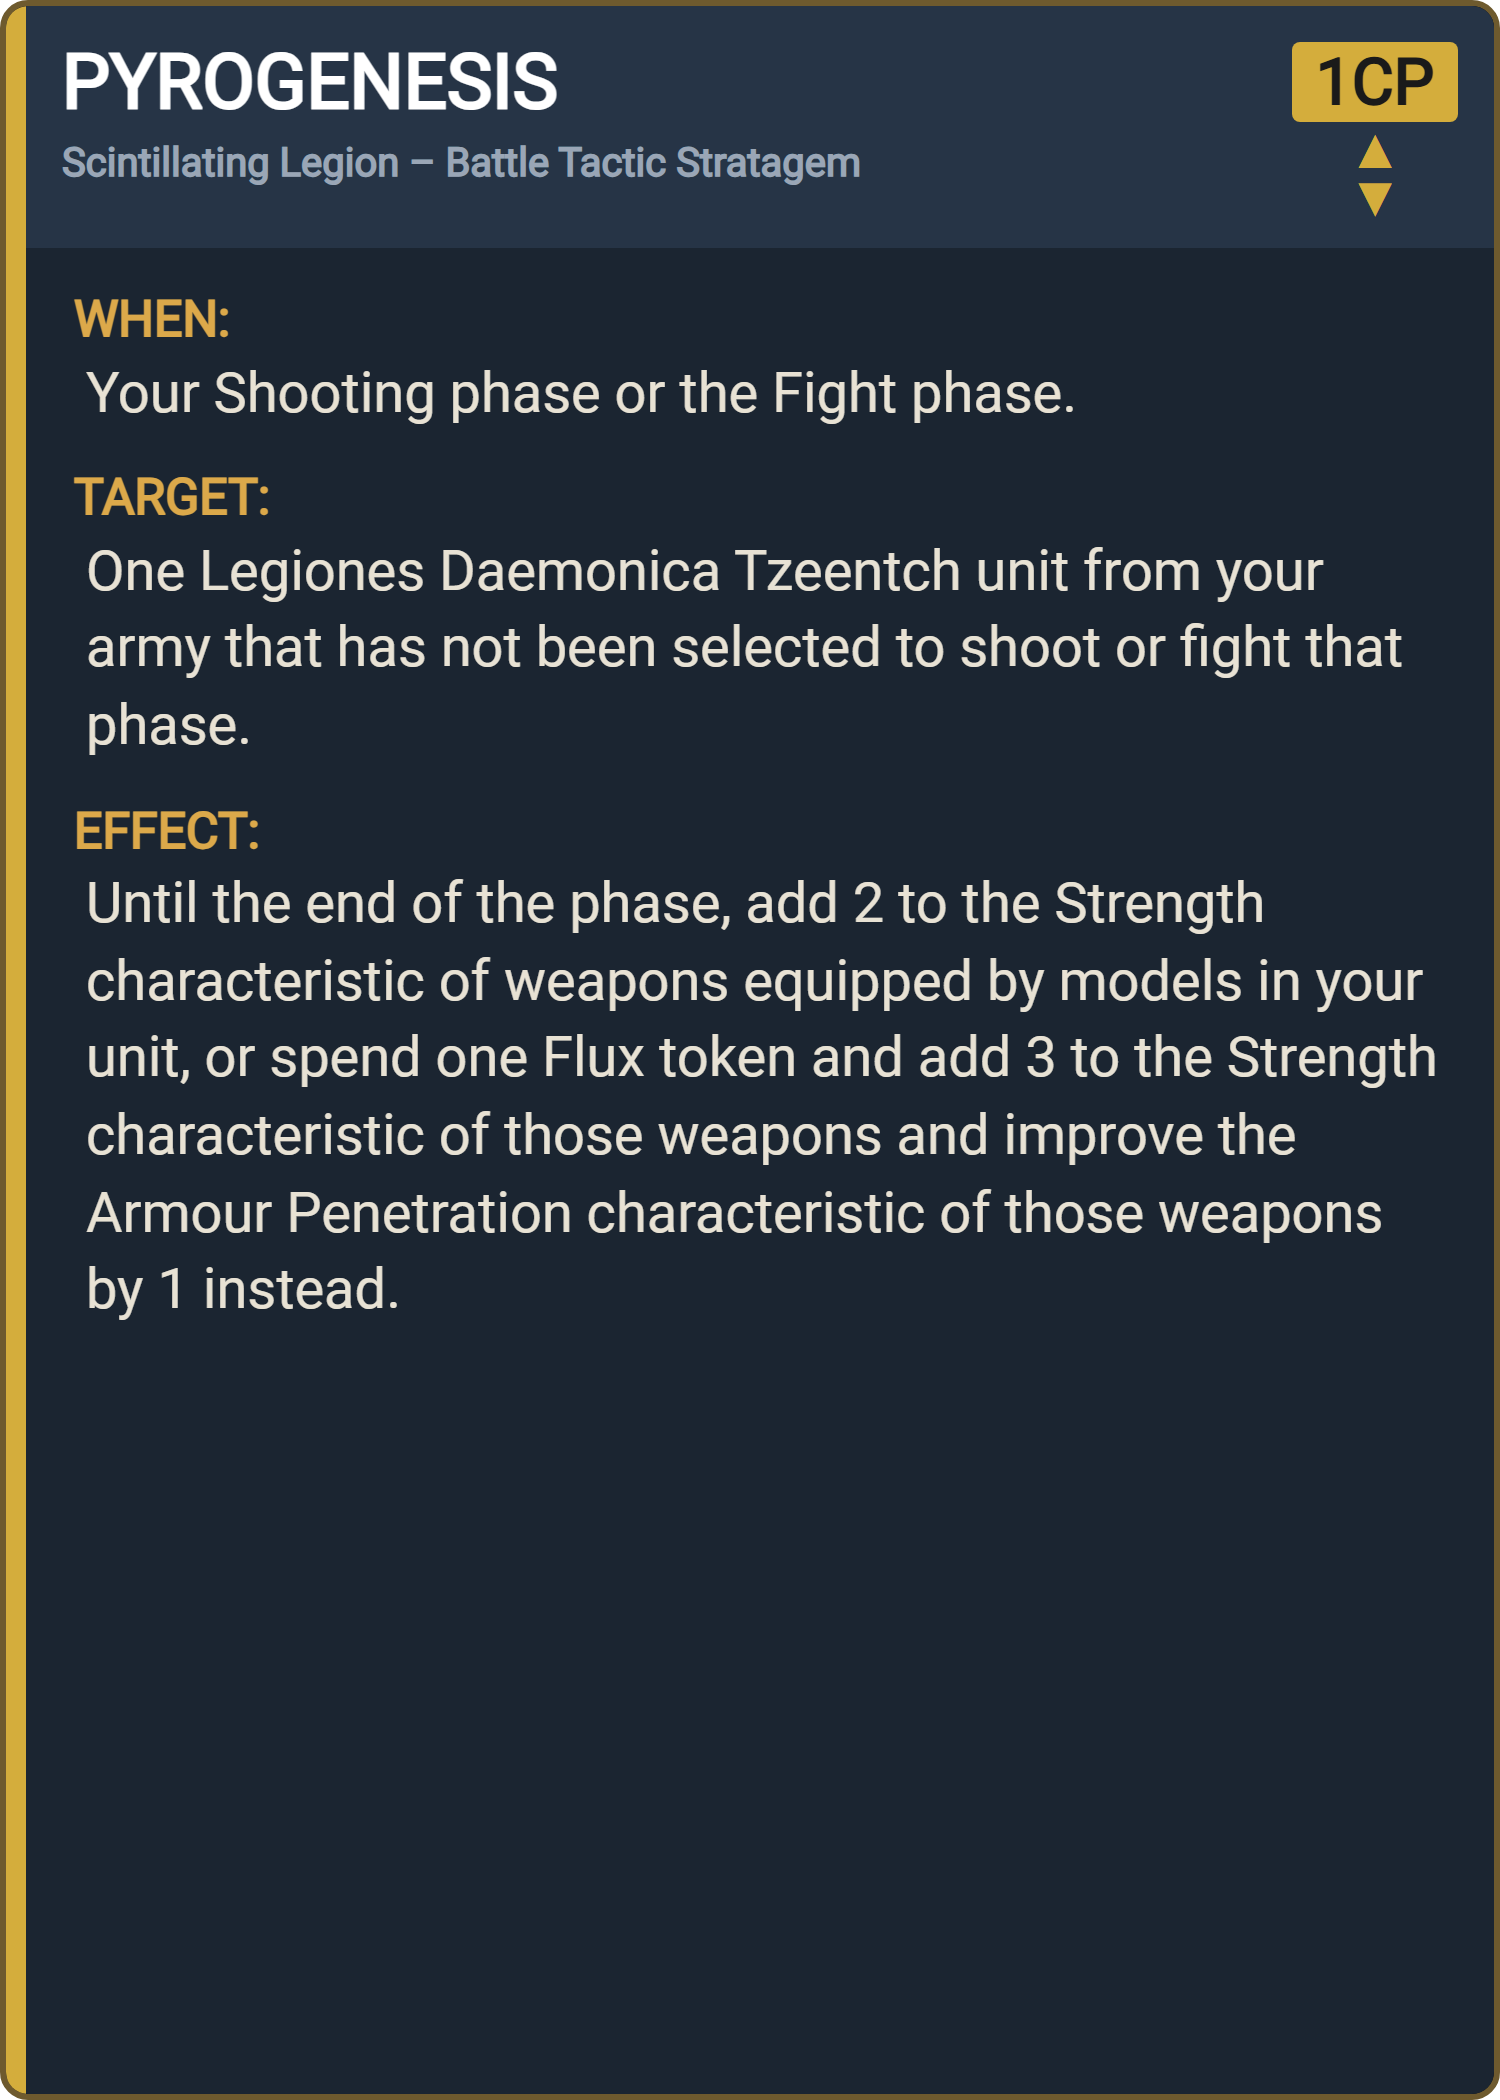 PYROGENESIS
1CP
Scintillating Legion – Battle Tactic Stratagem
▲
▼
WHEN:
Your Shooting phase or the Fight phase.
TARGET:
One Legiones Daemonica Tzeentch unit from your
army that has not been selected to shoot or fight that
phase.
EFFECT:
Until the end of the phase, add 2 to the Strength
characteristic of weapons equipped by models in your
unit, or spend one Flux token and add 3 to the Strength
characteristic of those weapons and improve the
Armour Penetration characteristic of those weapons
by 1 instead.